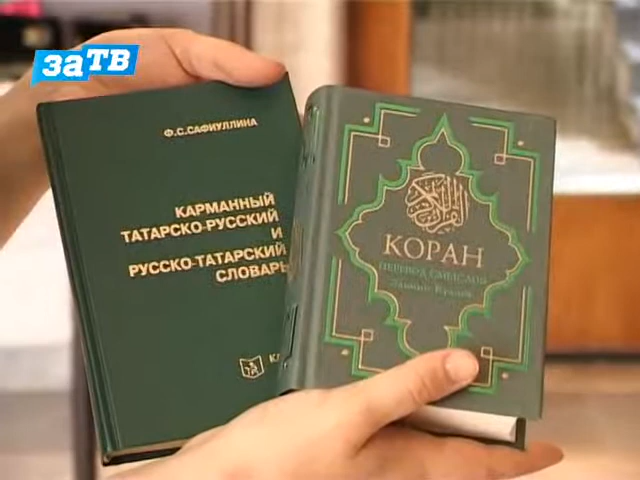 заТВ
Ф.С.САФИУЛЛИНА
КАРМАННЫЙ
ТАТАРСКО-РУССКИЙ
И
РУССКО-ТАТАРСКИЙ
СЛОВАРЬ
КОРАН
ПЕРЕВОД СМЫСЛОВ